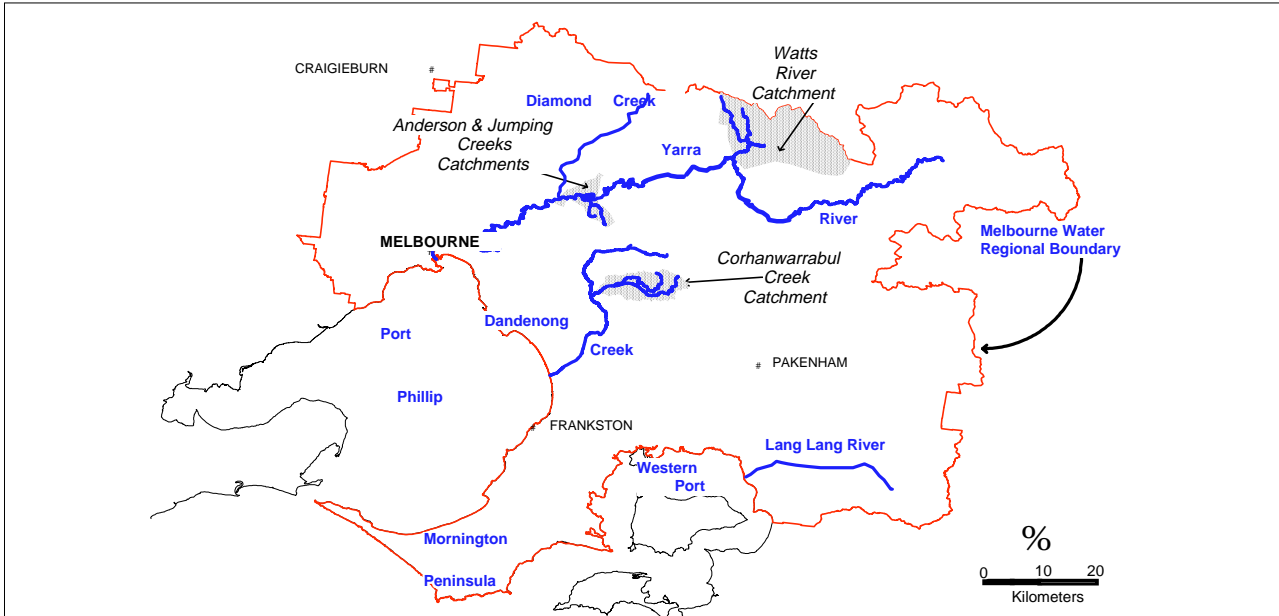 CRAIGIEBURN
#
Watts
River
Catchment
Diamond Creek
Anderson & Jumping
Creeks
Catchments
Yarra
River
MELBOURNE
Melbourne Water
Regional Boundary
Corhanwarrabul
Creek
Catchment
Port
Dandenong
Creek
# PAKENHAM
Phillip
# FRANKSTON
Lang Lang River
Western
Port
Mornington
Peninsula
%
0 10 20
Kilometers